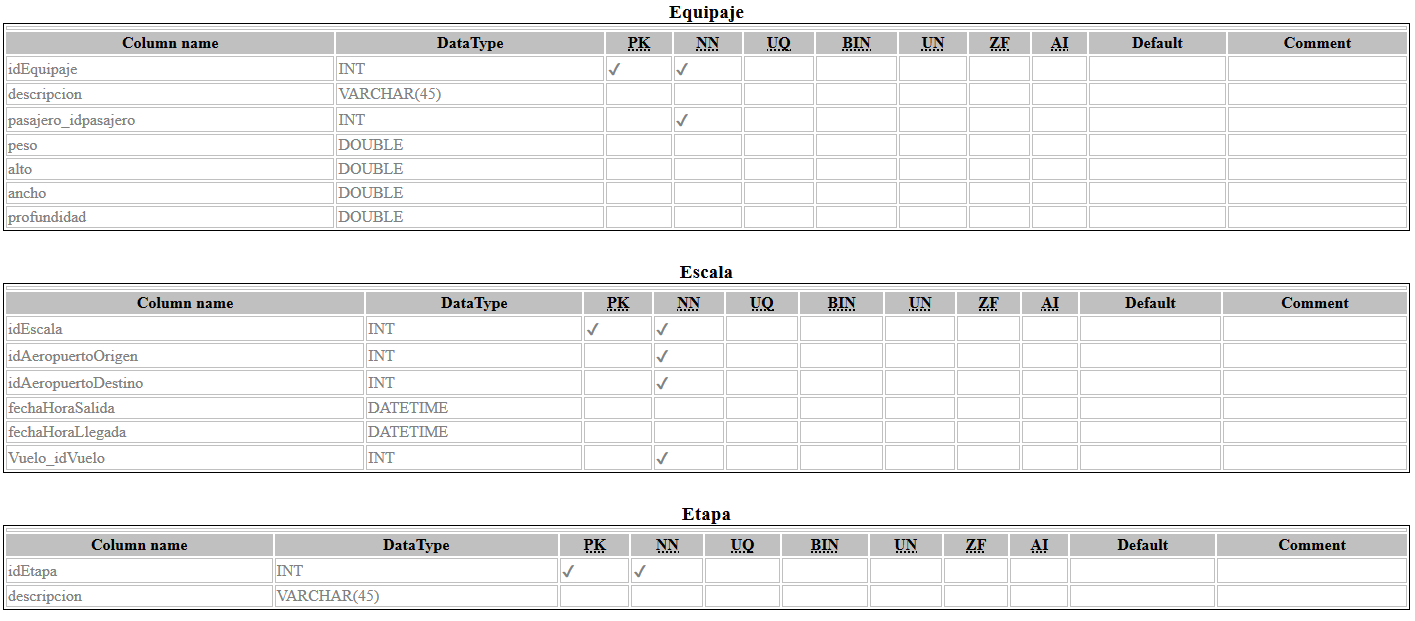 Equipaje
Column name DataType PK NN UQ BIN UN ZF AI Default Comment
idEquipaje INT ✓ ✓
descripcion VARCHAR(45)
pasajero_idpasajero INT ✓
peso DOUBLE
alto DOUBLE
ancho DOUBLE
profundidad DOUBLE
Escala
Column name DataType PK NN UQ BIN UN ZF AI Default Comment
idEscala INT ✓ ✓
idAeropuertoOrigen INT ✓
idAeropuertoDestino INT ✓
fechaHoraSalida DATETIME
fechaHoraLlegada DATETIME
Vuelo_idVuelo INT ✓
Etapa
Column name DataType PK NN UQ BIN UN ZF AI Default Comment
idEtapa INT ✓ ✓
descripcion VARCHAR(45)